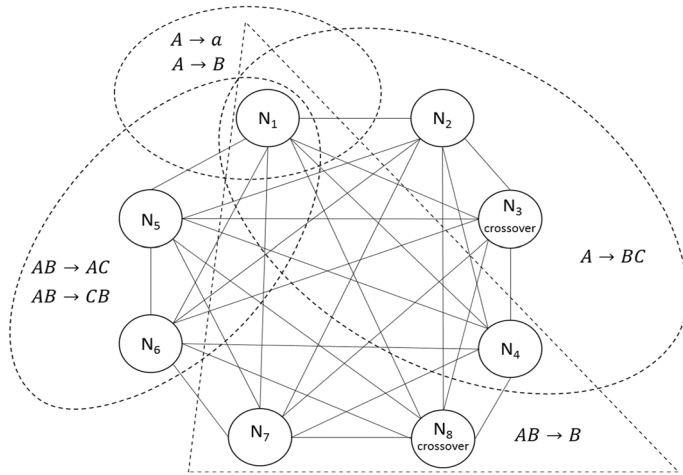 A → a
A → B
N1
N2
N3
crossover
N5
A → BC
AB → AC
AB → CB
N6
N4
N7
N8
crossover
AB → B